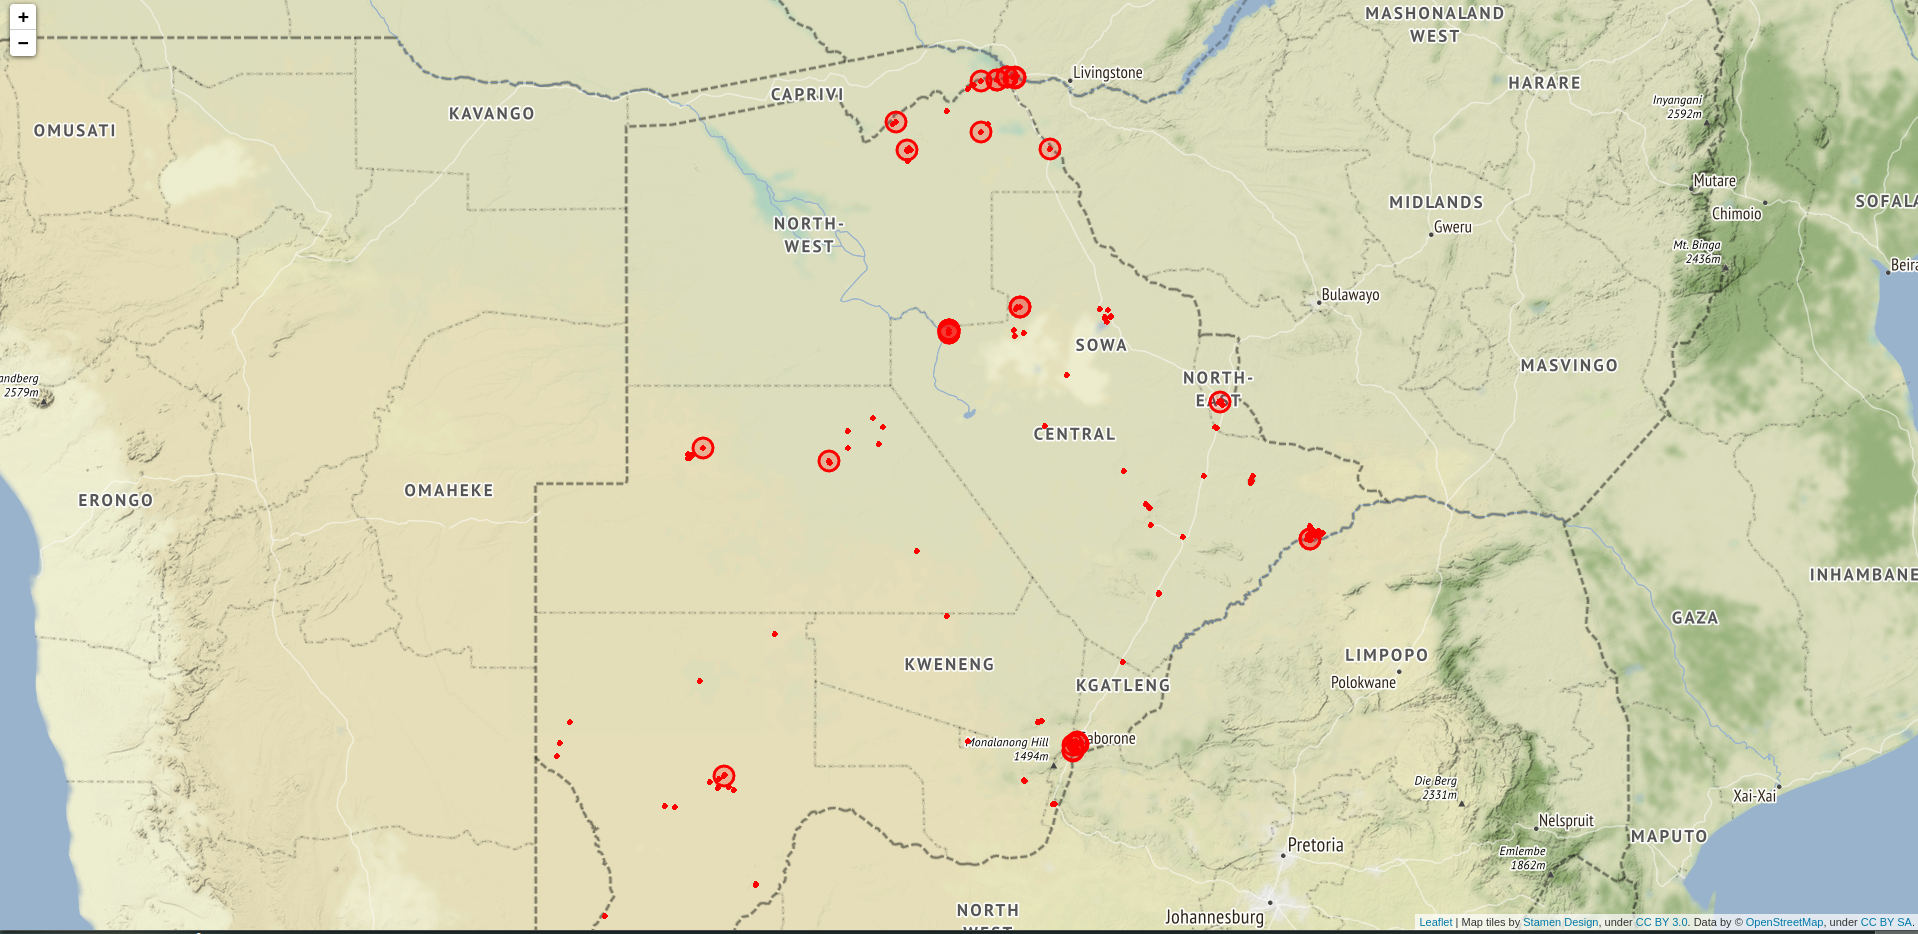 +
−
MASHONALAND
WEST
Livingstone
HARARE
CAPRIVI
KAVANGO
OMUSATI
Inyangani
2592m
Mutare
Chimoio
SOFALA
MIDLANDS
Gweru
NORTH-
WEST
Mt. Binga
2436m
Beira
Bulawayo
SOWA
MASVINGO
NORTH-
EAST
andberg
2579m
CENTRAL
OMAHEKE
ERONGO
INHAMBANE
GAZA
LIMPOPO
Polokwane
KWENENG
KGATLENG
Gaborone
Monalanong Hill
1494m
Die Berg
2331m
Xai-Xai
Nelspruit
MAPUTO
Pretoria
Emlembe
1862m
NORTH
WEST
Johannesburg
Leaflet | Map tiles by Stamen Design, under CC BY 3.0. Data by © OpenStreetMap, under CC BY SA.